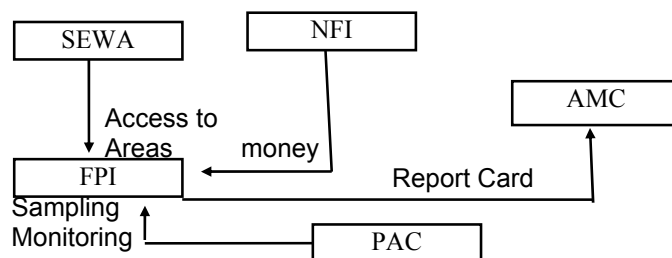 NFI
SEWA
AMC
Access to
Areas
money
FPI
Report Card
Sampling
Monitoring
PAC